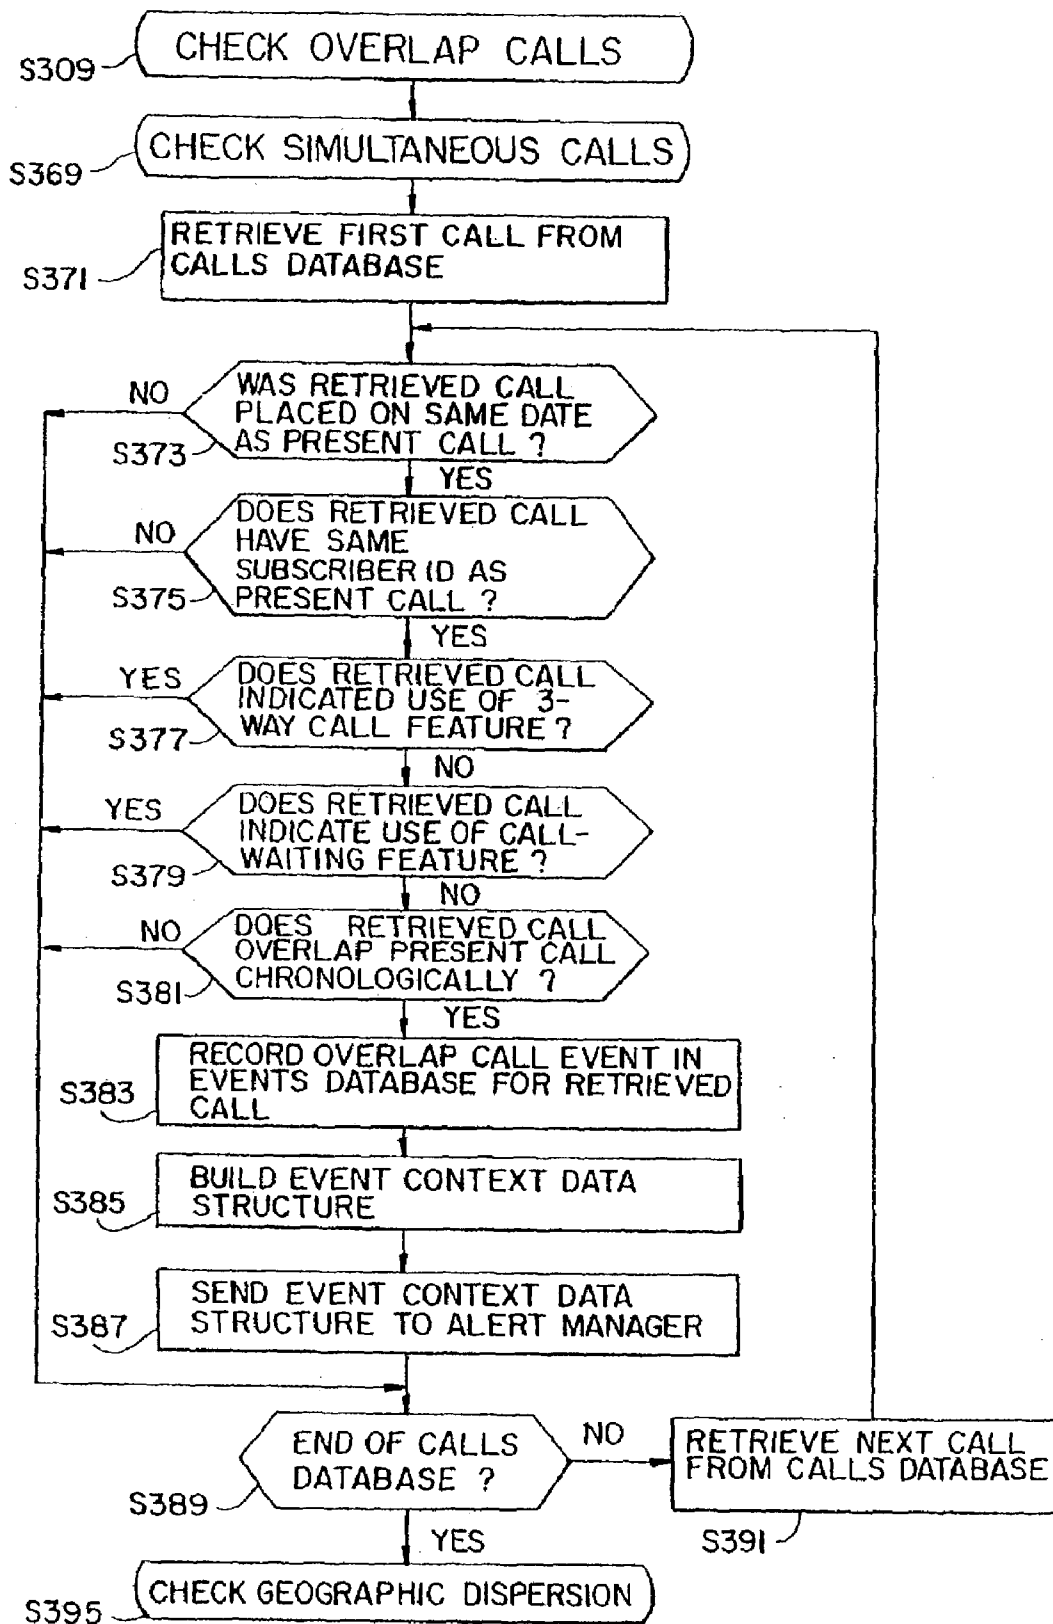 CHECK OVERLAP CALLS
S309
CHECK SIMULTANEOUS CALLS
S369
RETRIEVE FIRST CALL FROM
CALLS DATABASE
S371
NO
WAS RETRIEVED CALL
PLACED ON SAME DATE
AS PRESENT CALL ?
S373
YES
NO
DOES RETRIEVED CALL
HAVE SAME
SUBSCRIBER ID AS
PRESENT CALL ?
S375
YES
YES
DOES RETRIEVED CALL
INDICATED USE OF 3-
WAY CALL FEATURE ?
S377
NO
YES
DOES RETRIEVED CALL
INDICATE USE OF CALL-
WAITING FEATURE ?
S379
NO
NO
DOES RETRIEVED CALL
OVERLAP PRESENT CALL
CHRONOLOGICALLY ?
S381
YES
RECORD OVERLAP CALL EVENT IN
EVENTS DATABASE FOR RETRIEVED
CALL
S383
BUILD EVENT CONTEXT DATA
STRUCTURE
S385
SEND EVENT CONTEXT DATA
STRUCTURE TO ALERT MANAGER
S387
END OF CALLS
DATABASE ?
S389
NO
RETRIEVE NEXT CALL
FROM CALLS DATABASE
S391
YES
CHECK GEOGRAPHIC DISPERSION
S395